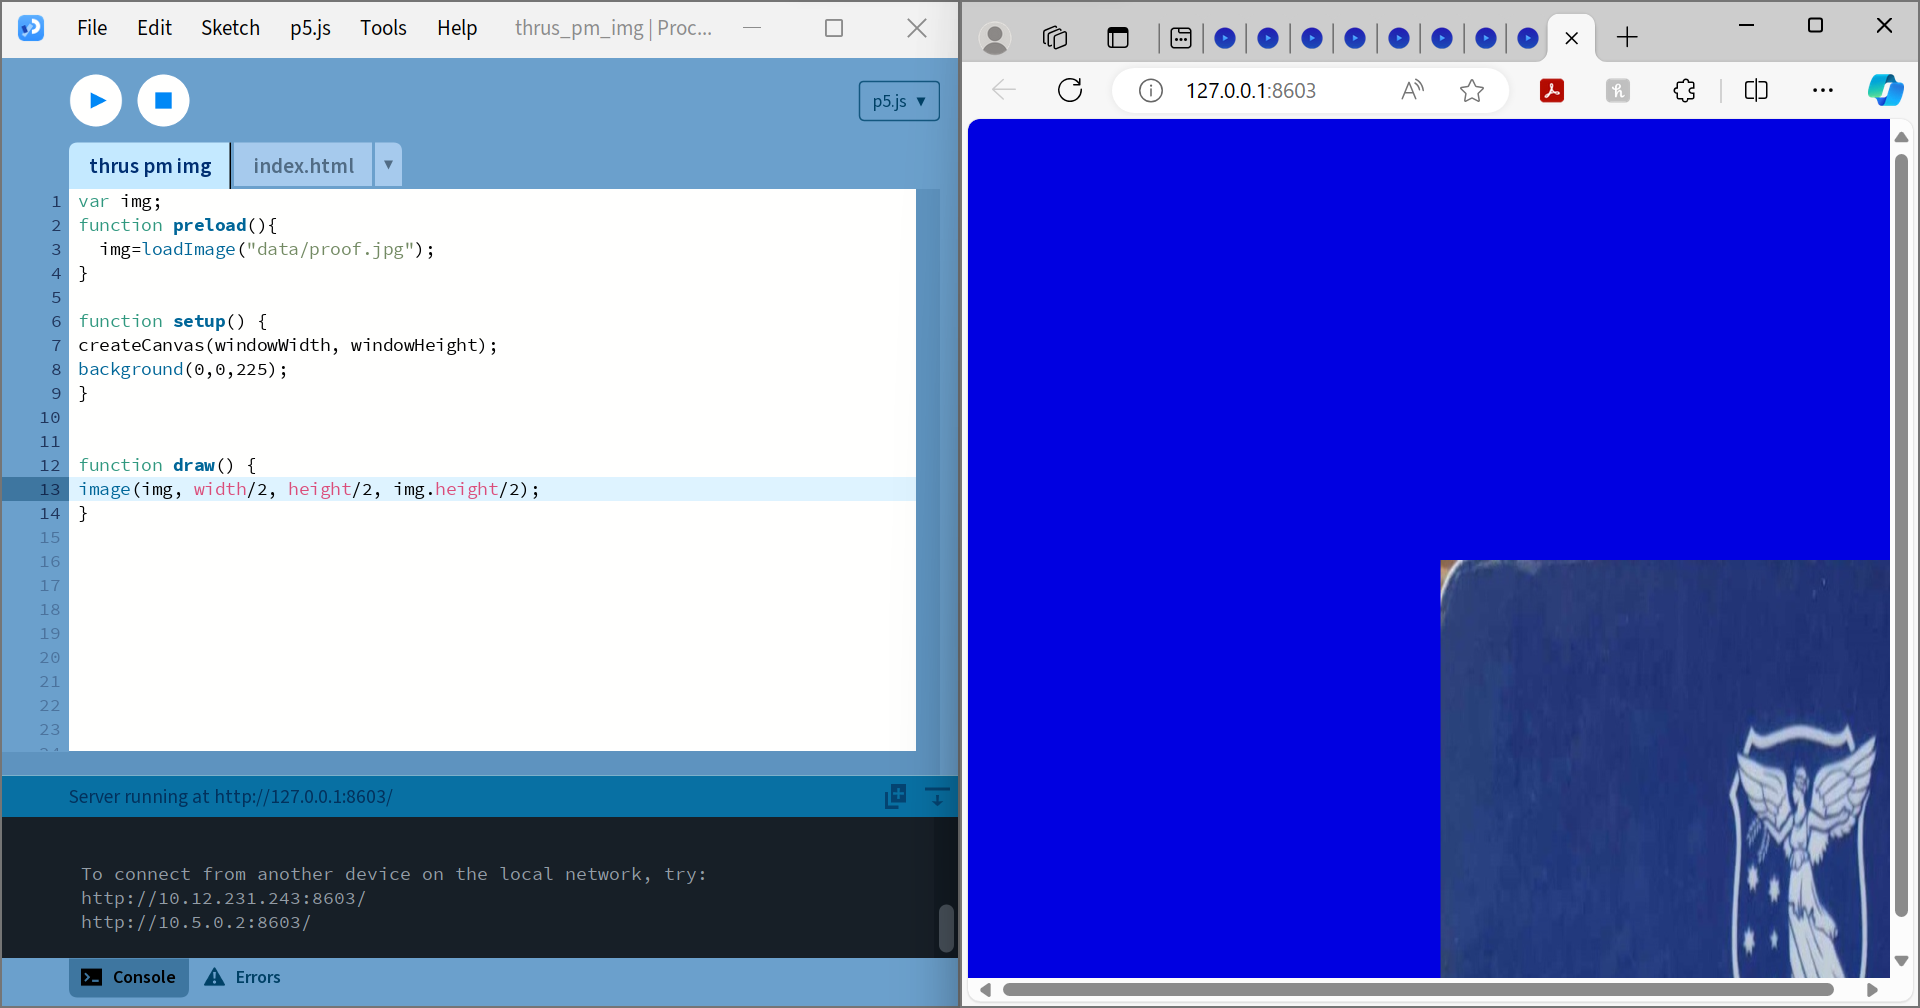 File Edit Sketch p5.js Tools Help thrus_pm_img | Proc...
p5.js ▼
thrus pm img index.html ▼
1 var img;
2 function preload(){
3   img=loadImage("data/proof.jpg");
4 }
5
6 function setup() {
7 createCanvas(windowWidth, windowHeight);
8 background(0,0,225);
9 }
10
11
12 function draw() {
13 image(img, width/2, height/2, img.height/2);
14 }
15
16
17
18
19
20
21
22
23
24
Server running at http://127.0.0.1:8603/
To connect from another device on the local network, try:
http://10.12.231.243:8603/
http://10.5.0.2:8603/
Console Errors
127.0.0.1:8603